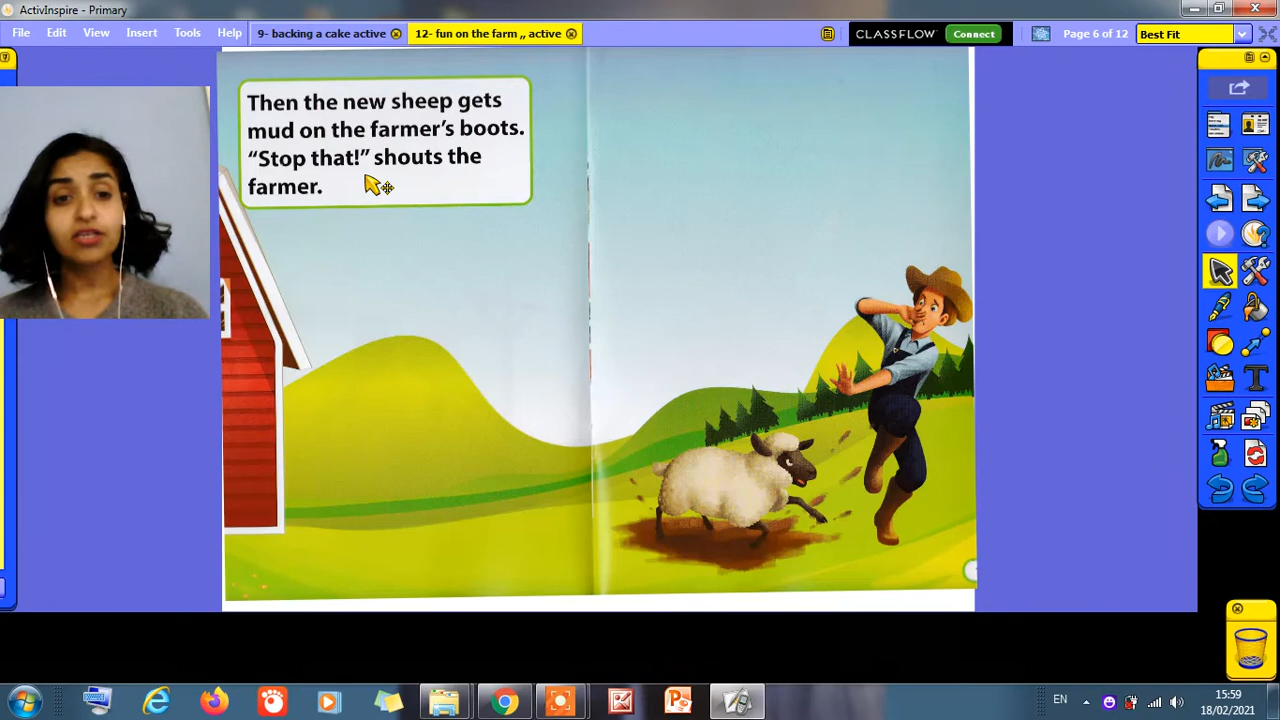 ActivInspire - Primary
File Edit View Insert Tools Help
9- backing a cake active
12- fun on the farm ,, active
CLASSFLOW Connect
Page 6 of 12
Best Fit
Then the new sheep gets
mud on the farmer's boots.
“Stop that!” shouts the
farmer.
EN
15:59
18/02/2021